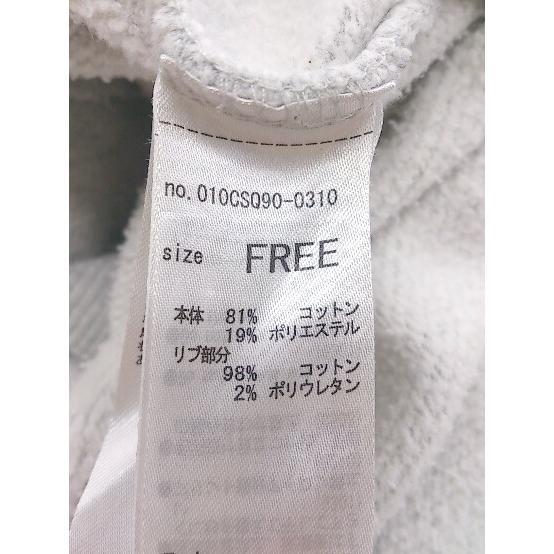 no.010CSQ90-0310
size FREE
本体 81% コットン
19% ポリエステル
リブ部分
98% コットン
2% ポリウレタン